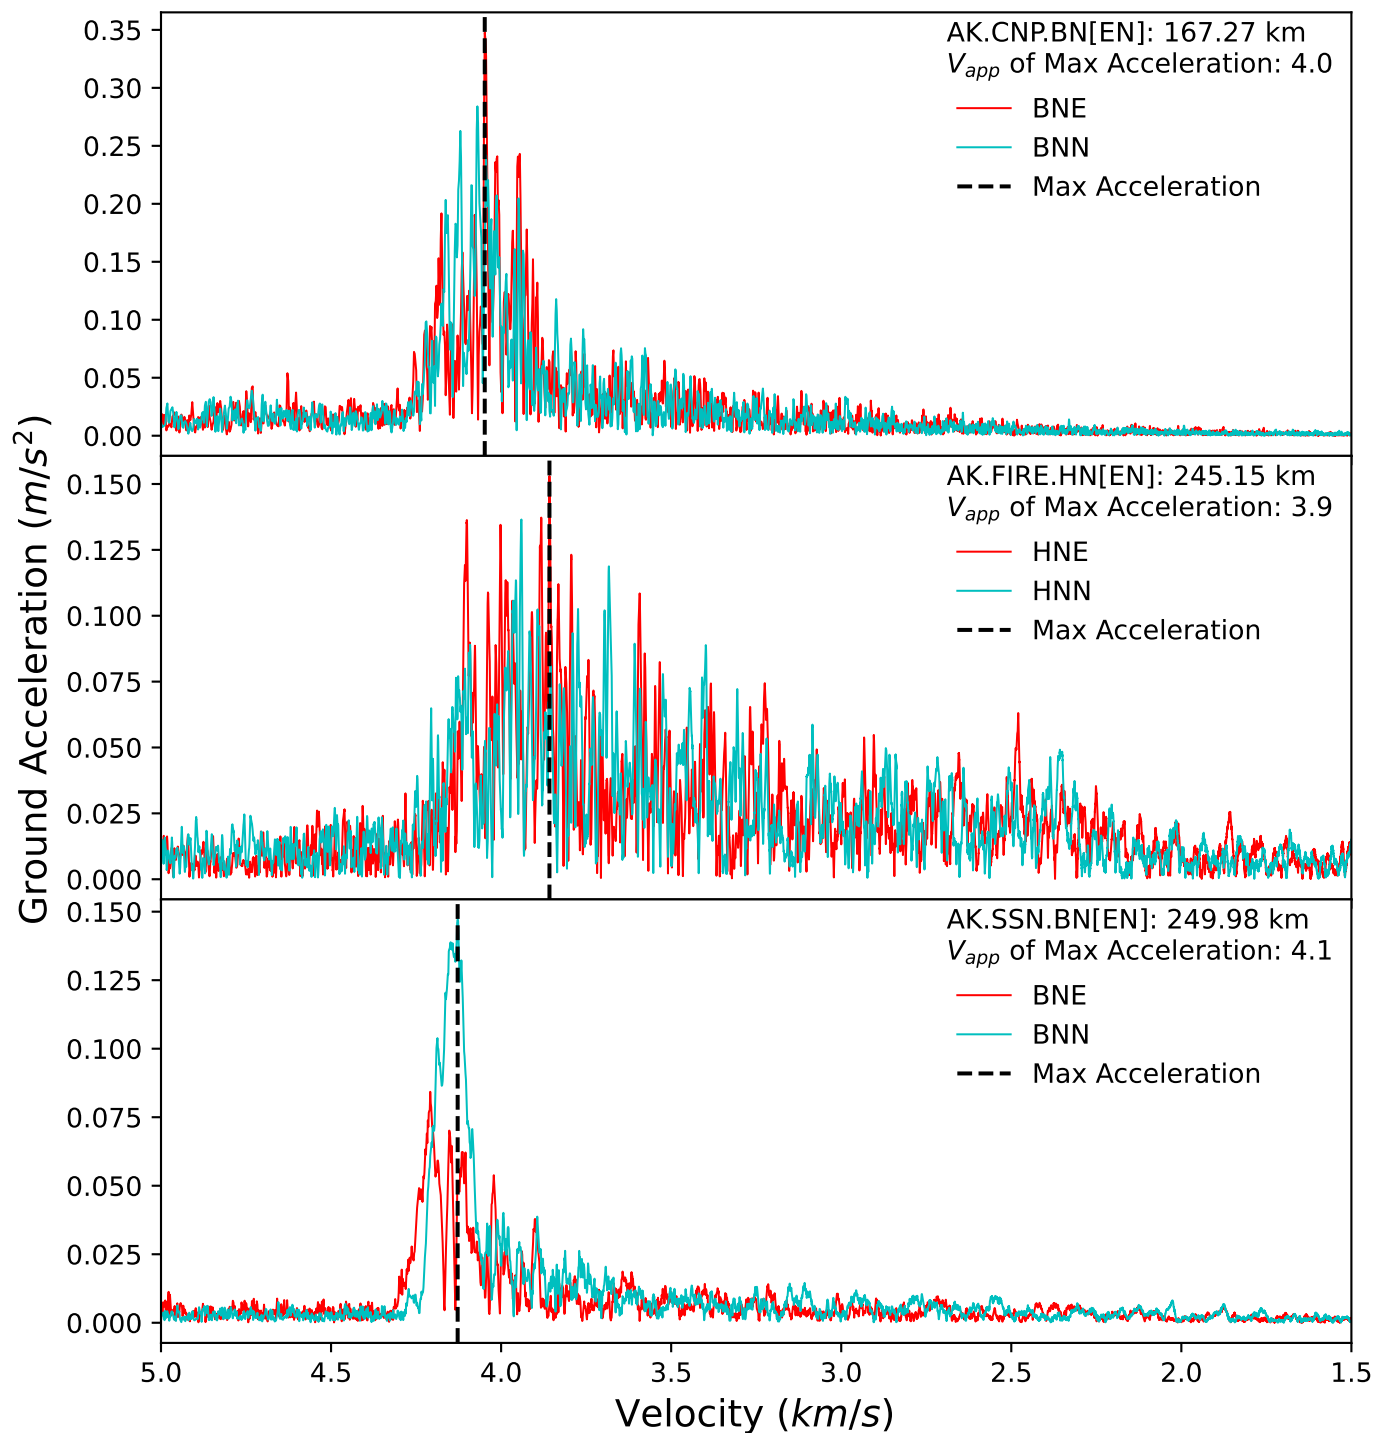 Ground Acceleration (m/s²)
0.35
0.30
0.25
0.20
0.15
0.10
0.05
0.00
AK.CNP.BN[EN]: 167.27 km
Vapp of Max Acceleration: 4.0
BNE
BNN
Max Acceleration
0.150
0.125
0.100
0.075
0.050
0.025
0.000
AK.FIRE.HN[EN]: 245.15 km
Vapp of Max Acceleration: 3.9
HNE
HNN
Max Acceleration
0.150
0.125
0.100
0.075
0.050
0.025
0.000
AK.SSN.BN[EN]: 249.98 km
Vapp of Max Acceleration: 4.1
BNE
BNN
Max Acceleration
5.0 4.5 4.0 3.5 3.0 2.5 2.0 1.5
Velocity (km/s)